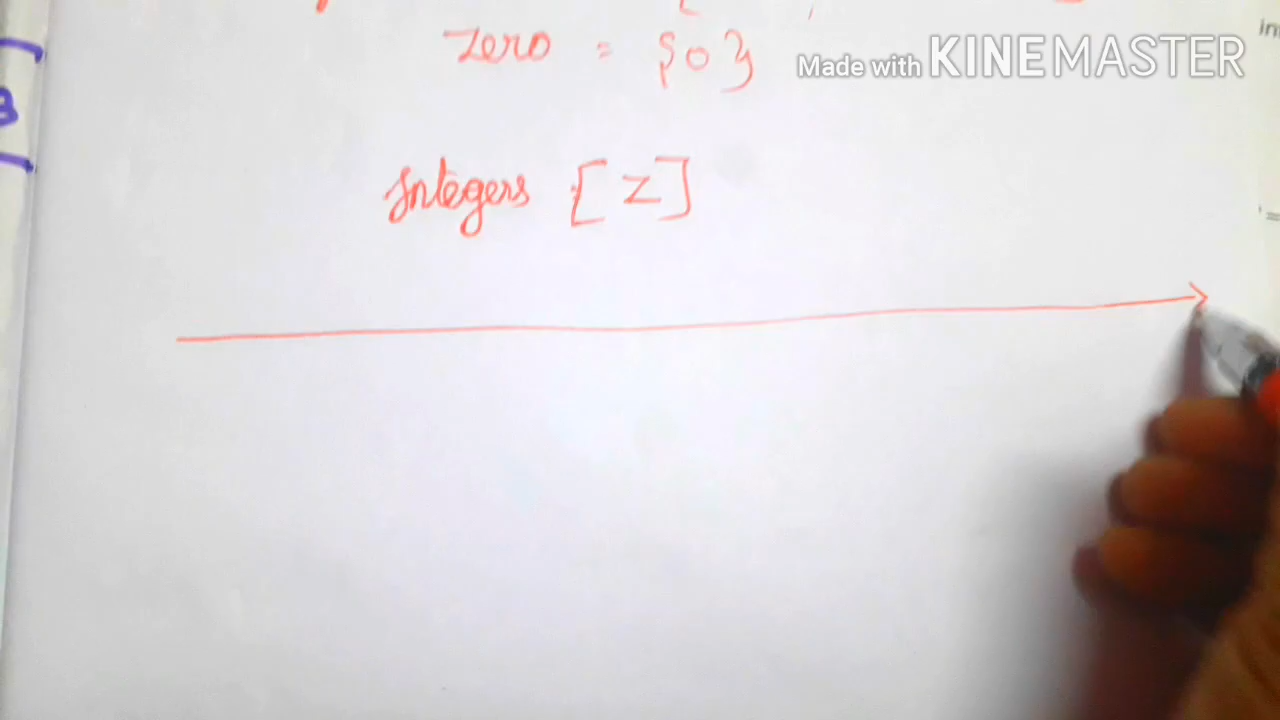 zero = {0}
Made with KINEMASTER
Integers [Z]